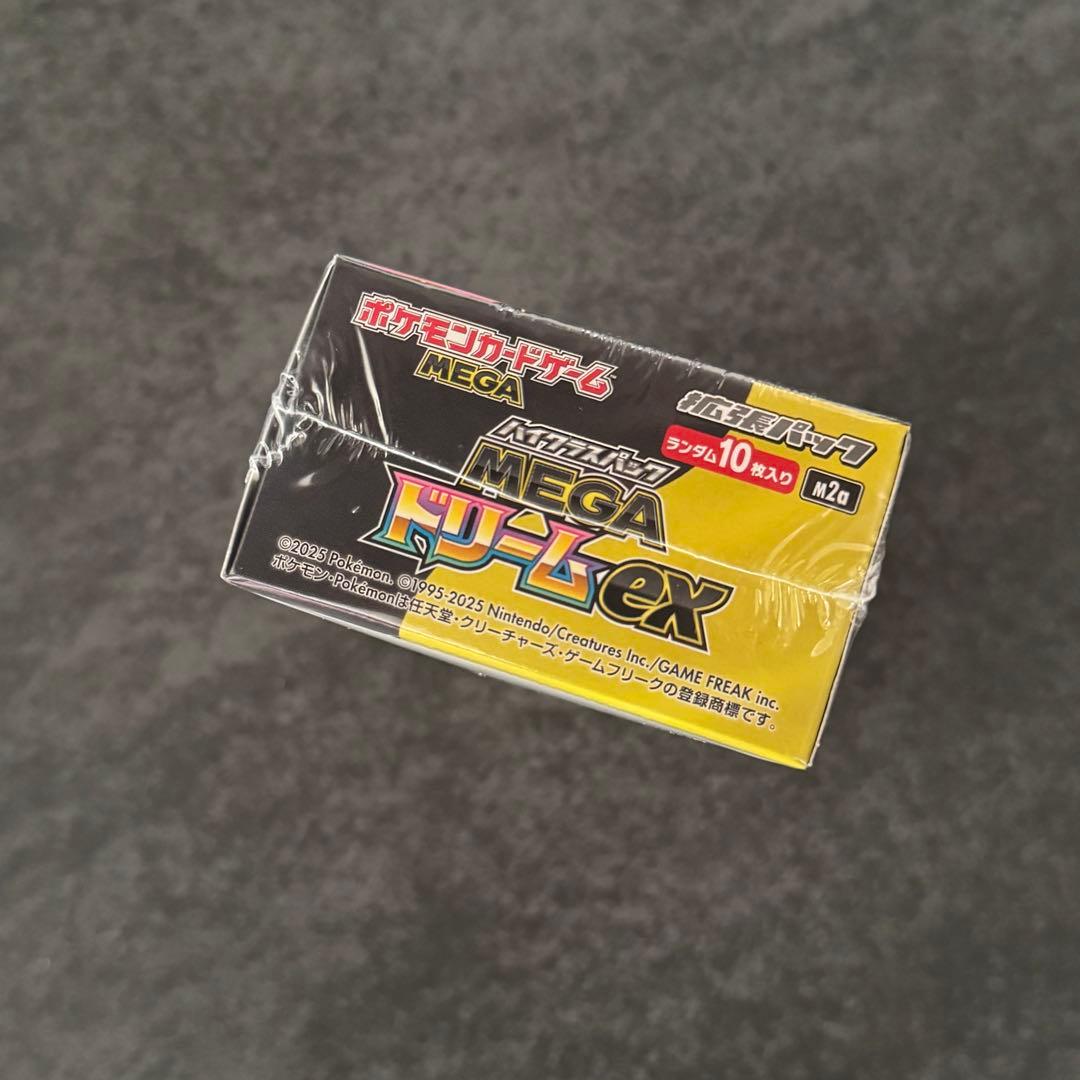 ポケモンカードゲーム
MEGA
拡張パック
ランダム10枚入り
M2a
ハイクラスパック
MEGA
ドリームex
©2025 Pokémon. ©1995-2025 Nintendo/Creatures Inc./GAME FREAK inc.
ポケモン・Pokémonは任天堂・クリーチャーズ・ゲームフリークの登録商標です。